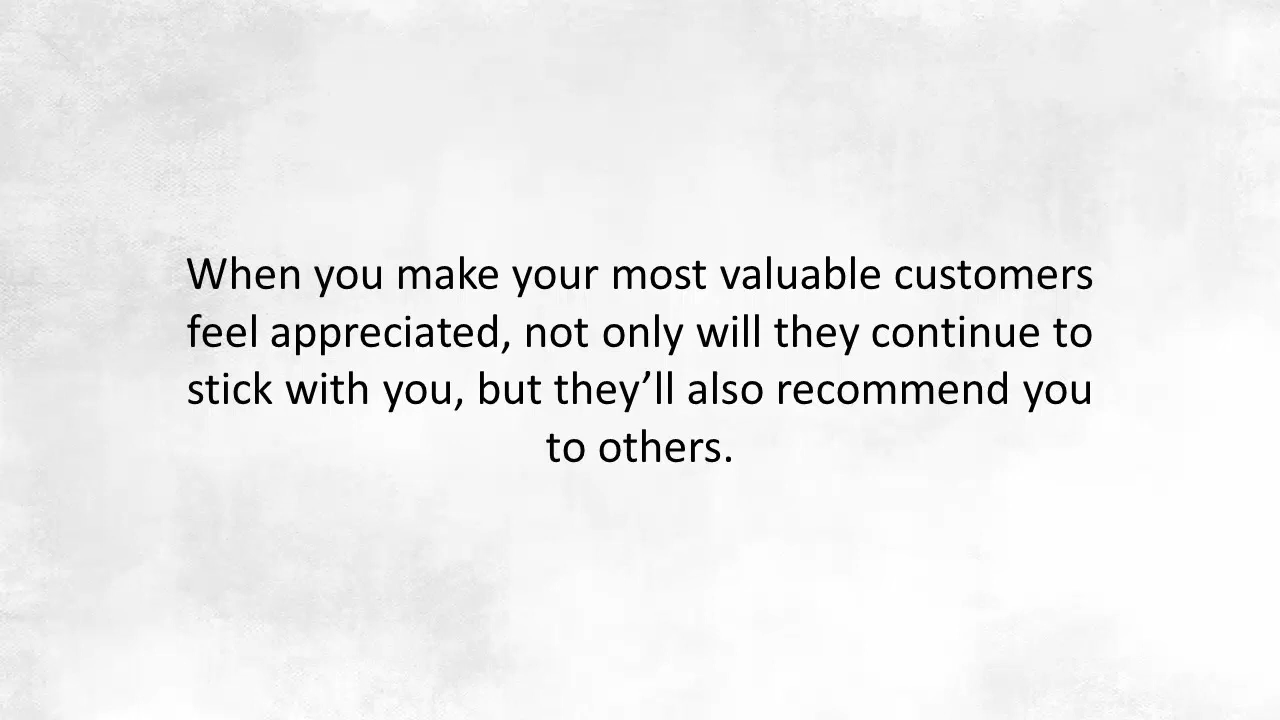 When you make your most valuable customers
feel appreciated, not only will they continue to
stick with you, but they’ll also recommend you
to others.